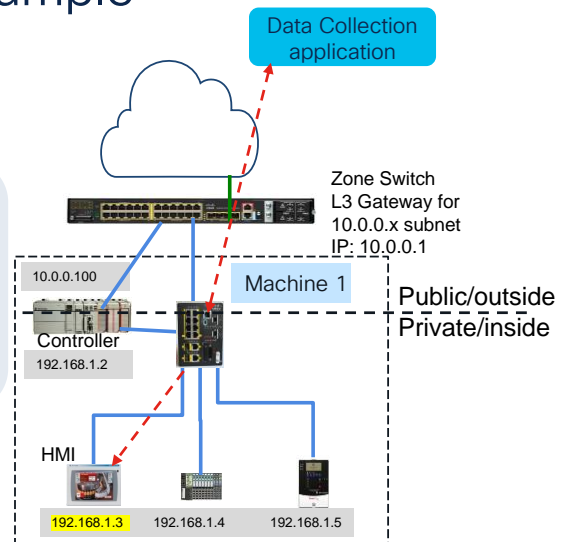 ample
Data Collection
application
Zone Switch
L3 Gateway for
10.0.0.x subnet
IP: 10.0.0.1
10.0.0.100
Machine 1
Public/outside
Private/inside
Controller
192.168.1.2
HMI
192.168.1.3
192.168.1.4
192.168.1.5